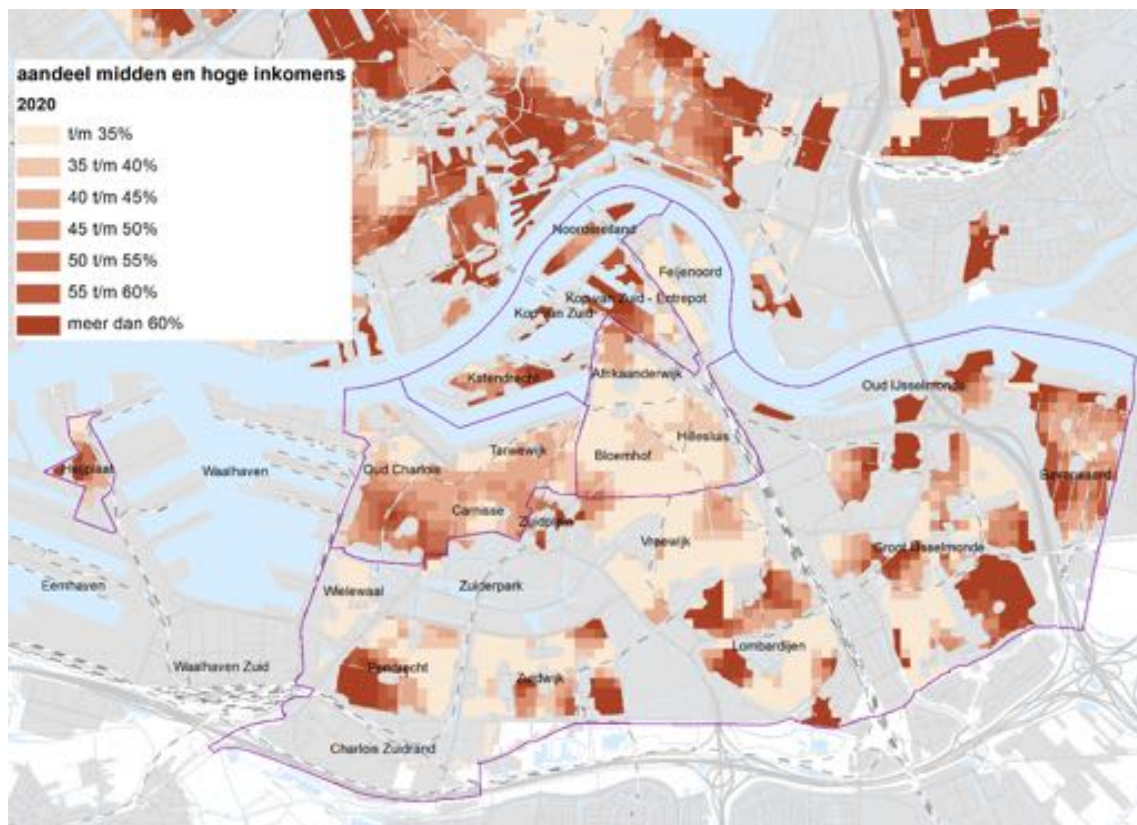 aandeel midden en hoge inkomens
2020
t/m 35%
35 t/m 40%
40 t/m 45%
45 t/m 50%
50 t/m 55%
55 t/m 60%
meer dan 60%
Noordereiland
Feijenoord
Kop van Zuid - Entrepot
Kop van Zuid
Katendrecht
Afrikaanderwijk
Oud IJsselmonde
Hillesluis
Tarwewijk
Bloemhof
Oud Charlois
Heijplaat
Waalhaven
Beverwaard
Carnisse
Zuidplein
Vreewijk
Groot IJsselmonde
Eemhaven
Wielewaal
Zuiderpark
Lombardijen
Waalhaven Zuid
Pendrecht
Zuidwijk
Charlois Zuidrand